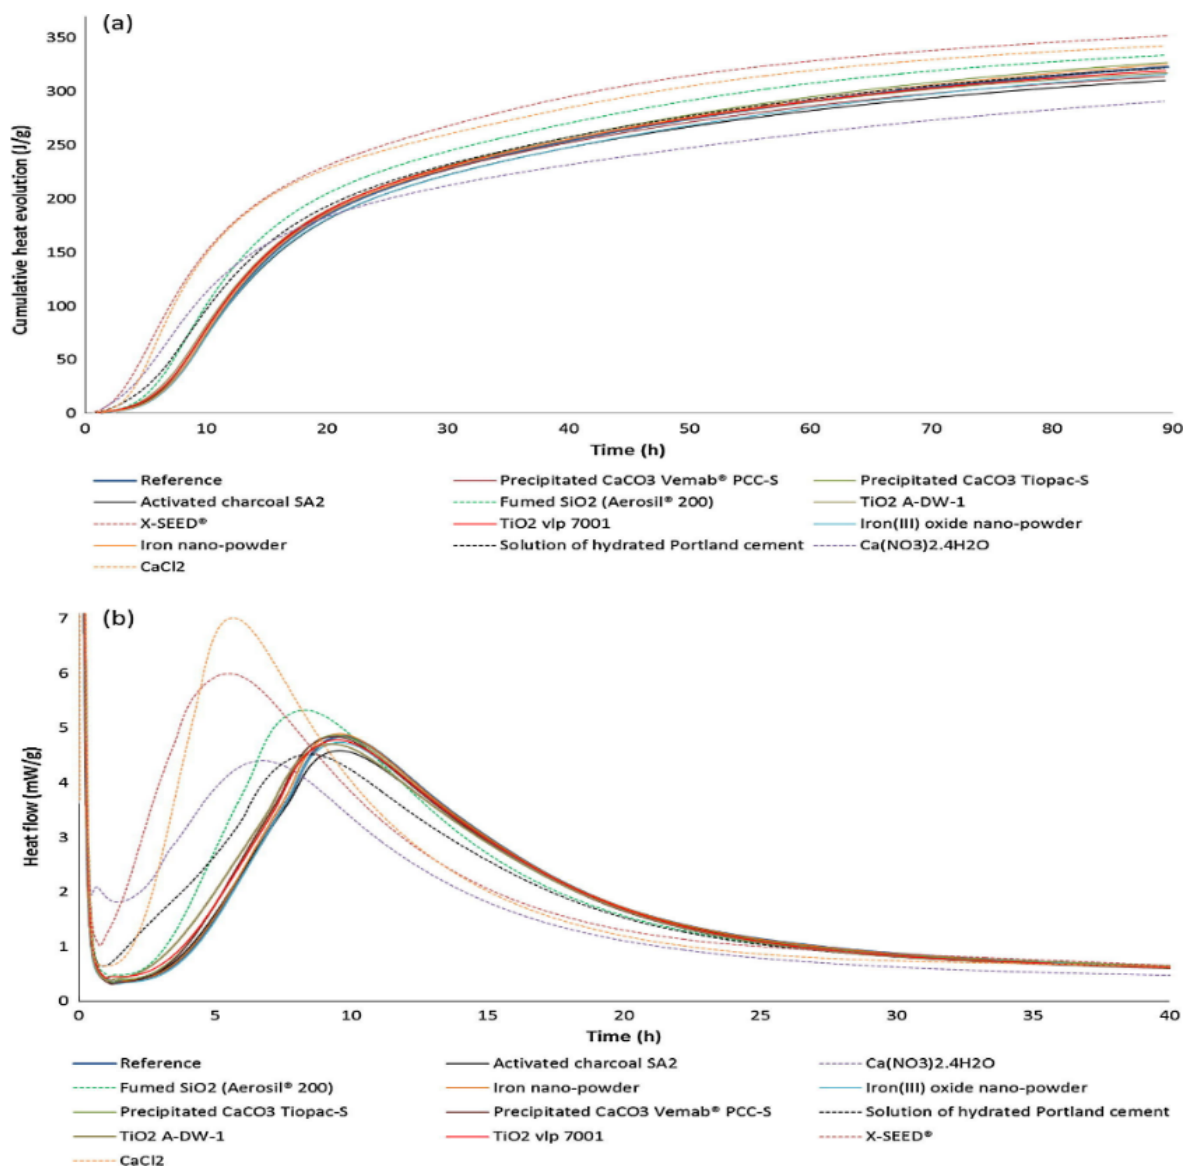 (a)
350
300
250
200
150
100
50
0
Cumulative heat evolution (J/g)
0 10 20 30 40 50 60 70 80 90
Time (h)
Reference Precipitated CaCO3 Vemab® PCC-S Precipitated CaCO3 Tiopac-S
Activated charcoal SA2 Fumed SiO2 (Aerosil® 200) TiO2 A-DW-1
X-SEED® TiO2 vlp 7001 Iron(III) oxide nano-powder
Iron nano-powder Solution of hydrated Portland cement Ca(NO3)2.4H2O
CaCl2
(b)
7
6
5
4
3
2
1
0
Heat flow (mW/g)
0 5 10 15 20 25 30 35 40
Time (h)
Reference Activated charcoal SA2 Ca(NO3)2.4H2O
Fumed SiO2 (Aerosil® 200) Iron nano-powder Iron(III) oxide nano-powder
Precipitated CaCO3 Tiopac-S Precipitated CaCO3 Vemab® PCC-S Solution of hydrated Portland cement
TiO2 A-DW-1 TiO2 vlp 7001 X-SEED®
CaCl2